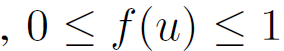 , 0 ≤ f(u) ≤ 1